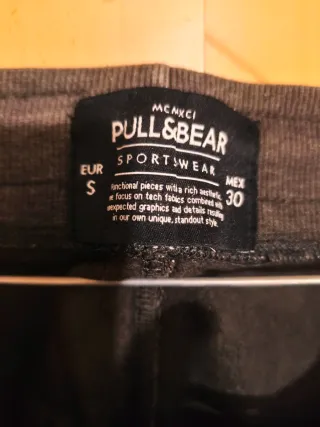 MCMXCI
PULL&BEAR
SPORTSWEAR
EUR
S
MEX
30
functional pieces with a rich aesthetic
we focus on tech fabrics combined with
unexpected graphics and details resulting
in our own unique, standout style.